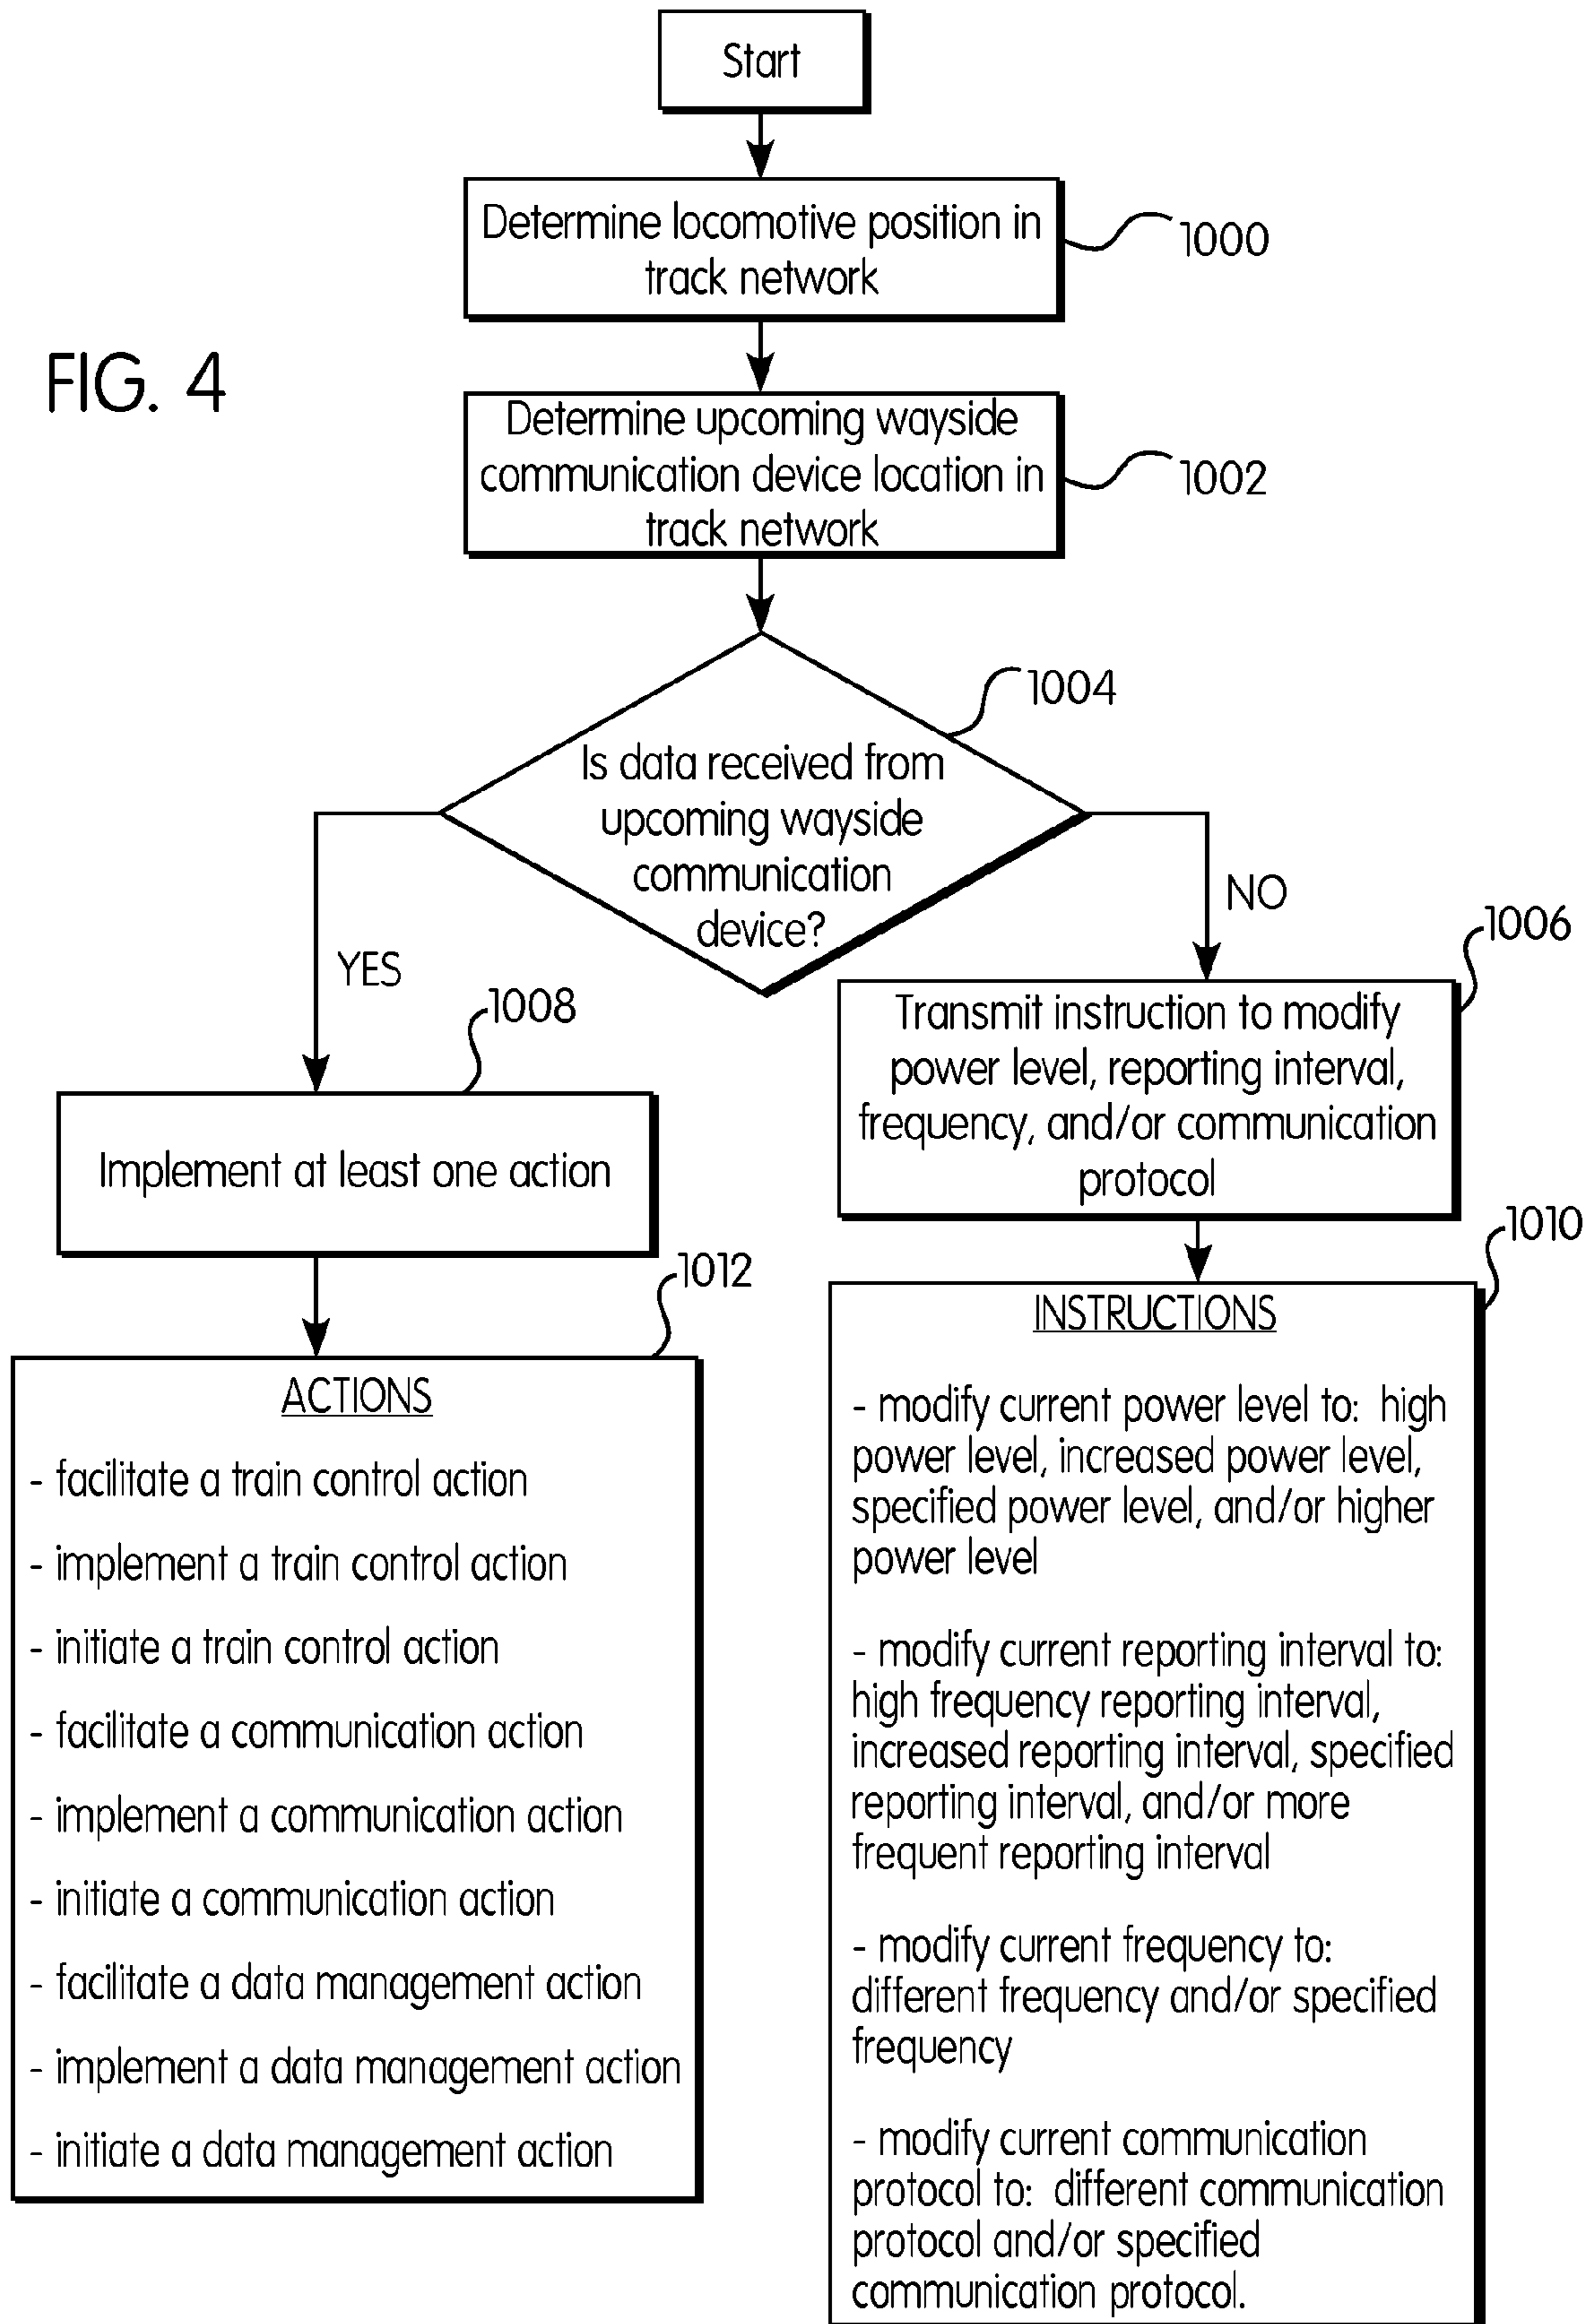 Start
Determine locomotive position in
track network
1000
FIG. 4
Determine upcoming wayside
communication device location in
track network
1002
1004
Is data received from
upcoming wayside
communication
device?
YES
NO
1008
Implement at least one action
1006
Transmit instruction to modify
power level, reporting interval,
frequency, and/or communication
protocol
1012
ACTIONS
- facilitate a train control action
- implement a train control action
- initiate a train control action
- facilitate a communication action
- implement a communication action
- initiate a communication action
- facilitate a data management action
- implement a data management action
- initiate a data management action
1010
INSTRUCTIONS
- modify current power level to: high
power level, increased power level,
specified power level, and/or higher
power level
- modify current reporting interval to:
high frequency reporting interval,
increased reporting interval, specified
reporting interval, and/or more
frequent reporting interval
- modify current frequency to:
different frequency and/or specified
frequency
- modify current communication
protocol to: different communication
protocol and/or specified
communication protocol.